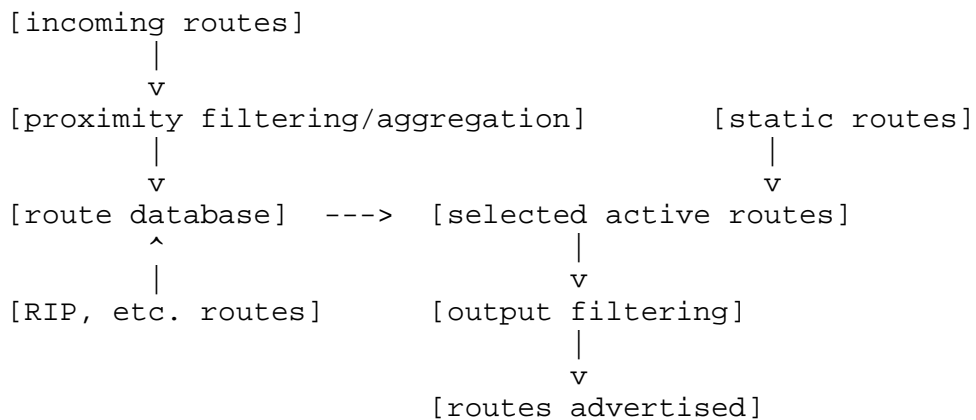 [incoming routes]
|
v
[proximity filtering/aggregation] [static routes]
| |
v v
[route database] ---> [selected active routes]
^ |
| v
[RIP, etc. routes] [output filtering]
|
v
[routes advertised]